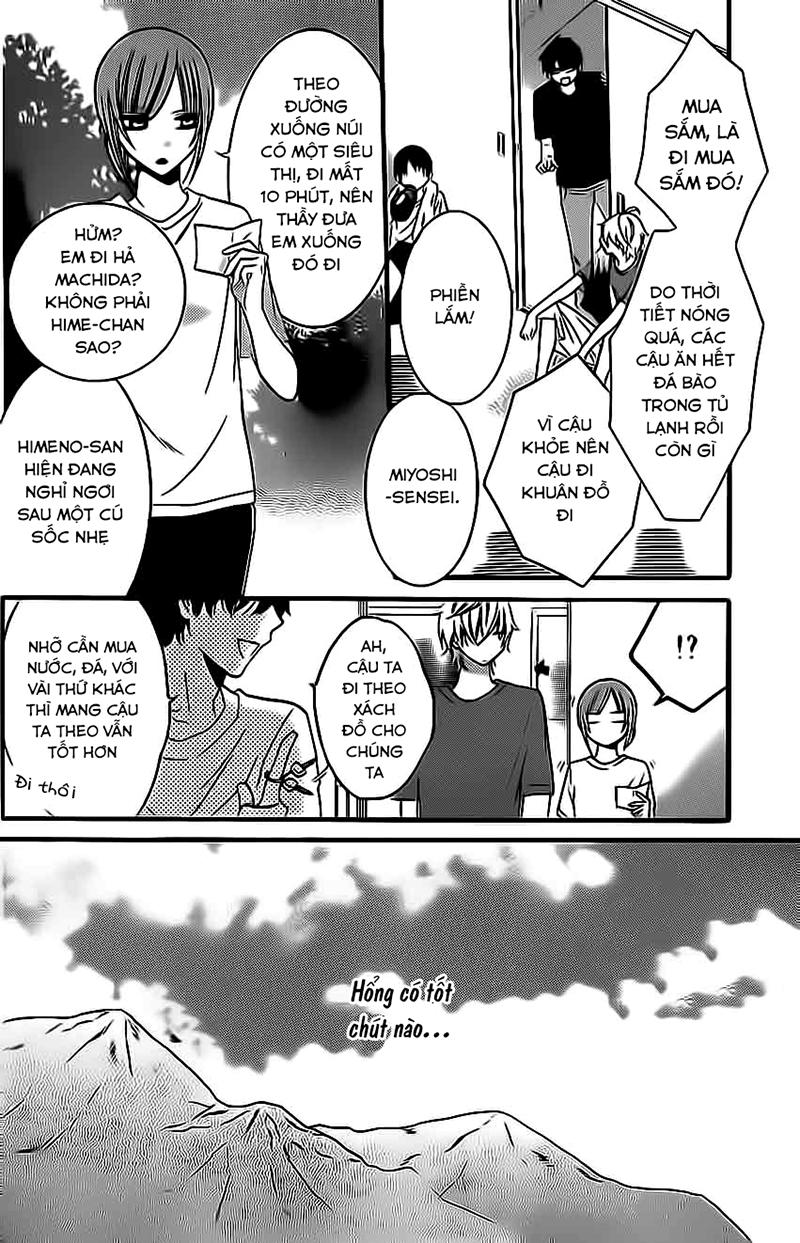 MUA
SẮM, LÀ
ĐI MUA
SẮM ĐÓ!
DO THỜI
TIẾT NÓNG
QUÁ, CÁC
CẬU ĂN HẾT
ĐÁ BÀO
TRONG TỦ
LẠNH RỒI
CÒN GÌ
VÌ CẬU
KHỎE NÊN
CẬU ĐI
KHUÂN ĐỒ
ĐI
PHIỀN
LẮM!
MIYOSHI
-SENSEI.
THEO
ĐƯỜNG
XUỐNG NÚI
CÓ MỘT SIÊU
THỊ, ĐI MẤT
10 PHÚT, NÊN
THẦY ĐƯA
EM XUỐNG
ĐÓ ĐI
HỬM?
EM ĐI HẢ
MACHIDA?
KHÔNG PHẢI
HIME-CHAN
SAO?
HIMENO-SAN
HIỆN ĐANG
NGHỈ NGƠI
SAU MỘT CÚ
SỐC NHẸ
!?
AH,
CẬU TA
ĐI THEO
XÁCH
ĐỒ CHO
CHÚNG
TA
NHỠ CẦN MUA
NƯỚC, ĐÁ, VỚI
VÀI THỨ KHÁC
THÌ MANG CẬU
TA THEO VẪN
TỐT HƠN
Đi thôi
Hổng có tốt
chút nào...